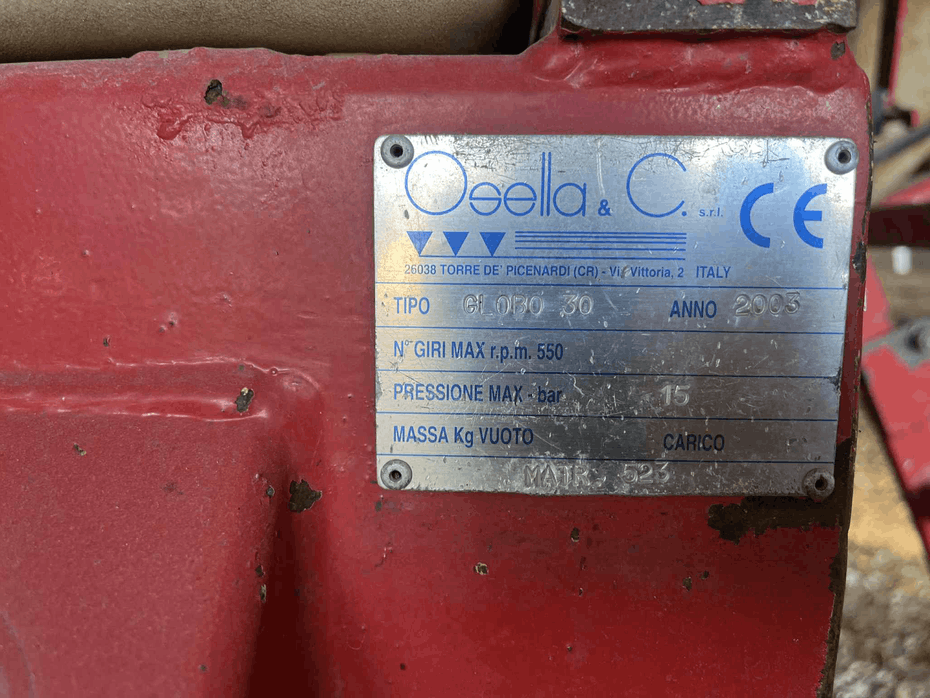 Osella & C. s.r.l.
CE
26038 TORRE DE' PICENARDI (CR) - Via Vittoria, 2 ITALY
TIPO GLOBO 30 ANNO 2003
N° GIRI MAX r.p.m. 550
PRESSIONE MAX - bar 15
MASSA Kg VUOTO CARICO
MATR. 523